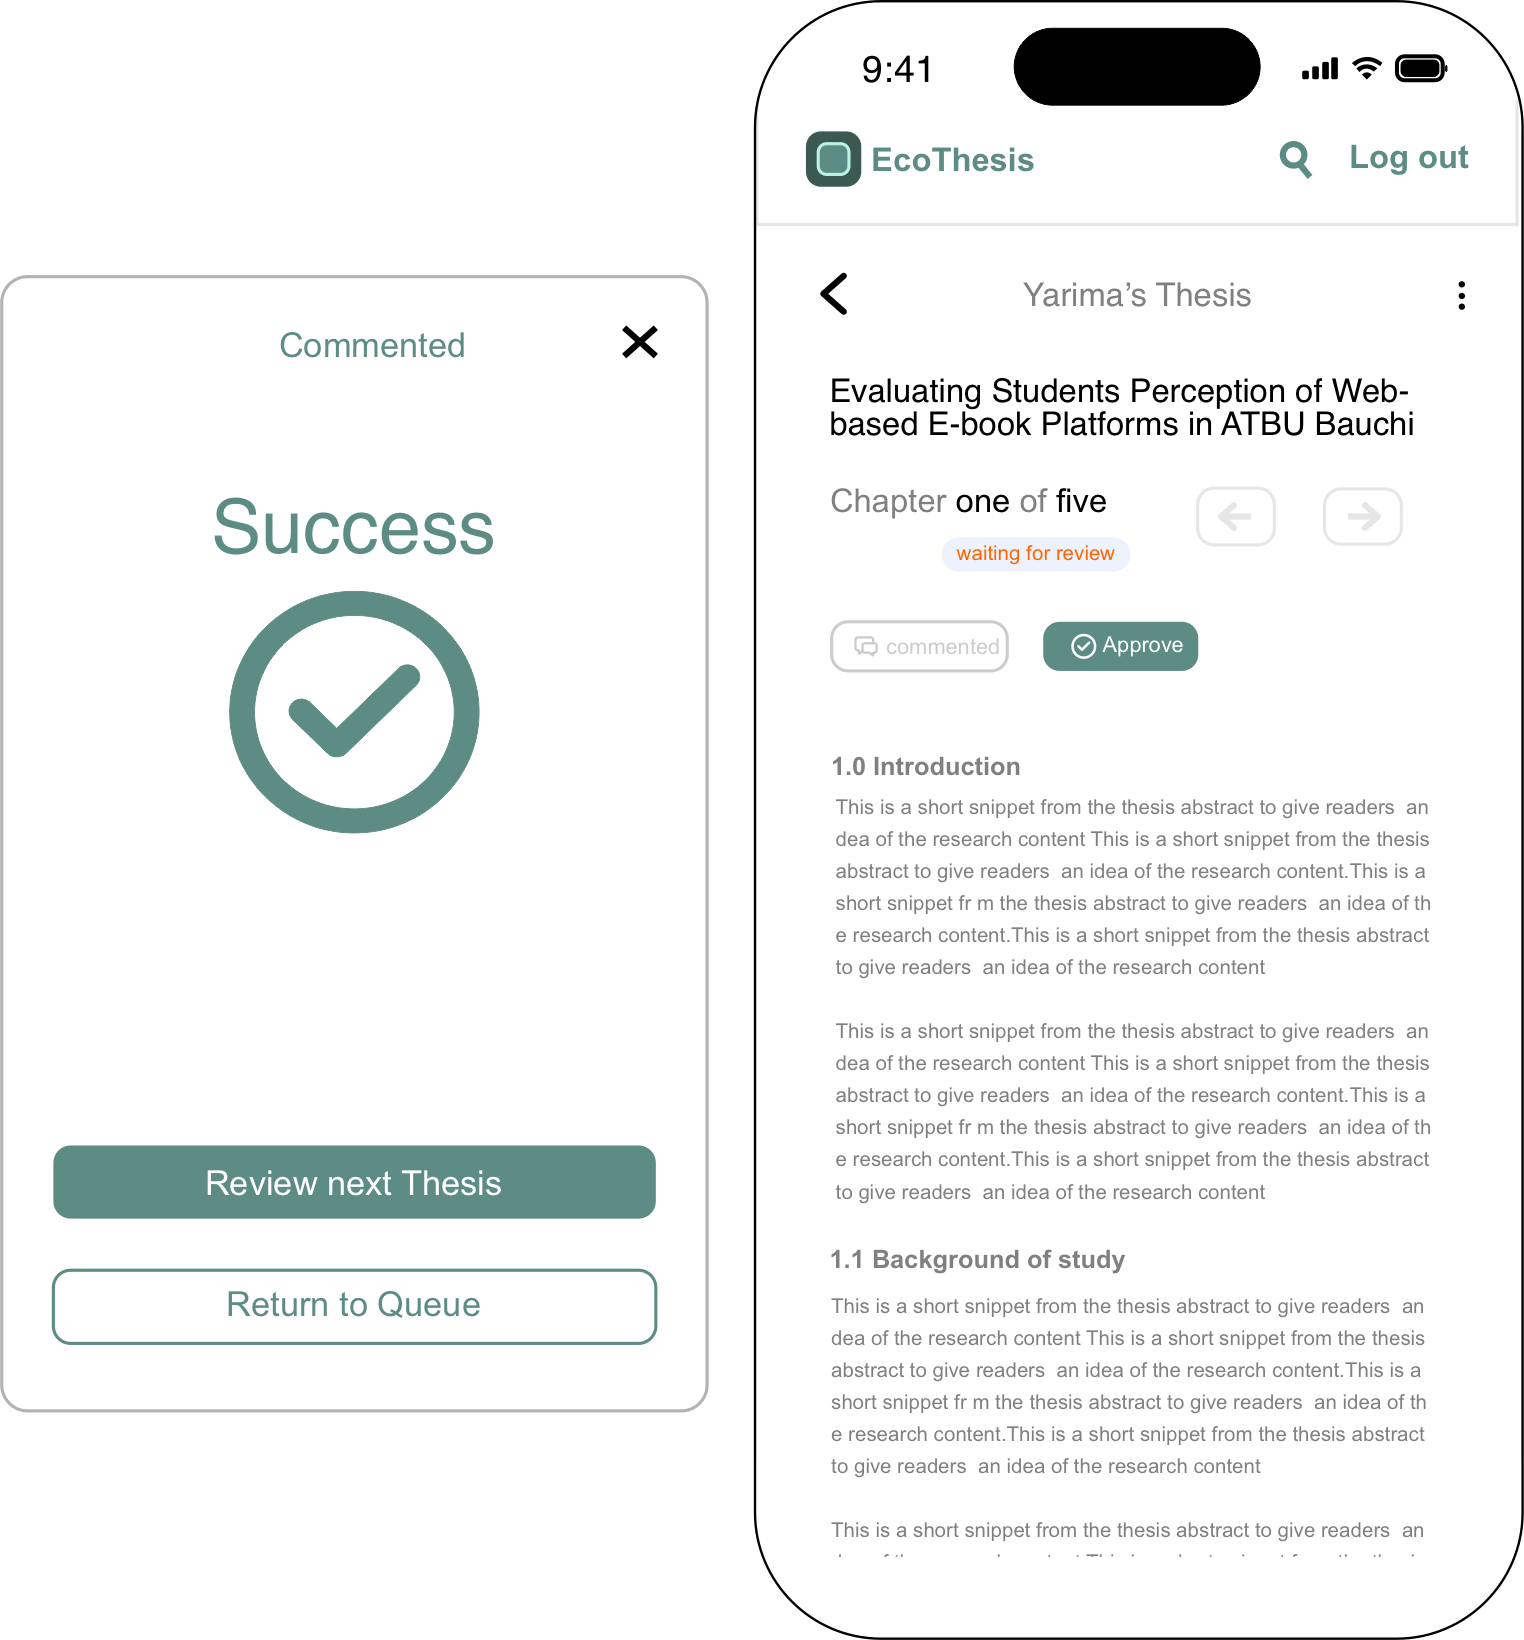 Commented
Success
Review next Thesis
Return to Queue
9:41
EcoThesis
Log out
Yarima’s Thesis
Evaluating Students Perception of Web-
based E-book Platforms in ATBU Bauchi
Chapter one of five
waiting for review
commented
Approve
1.0 Introduction
This is a short snippet from the thesis abstract to give readers  an
dea of the research content This is a short snippet from the thesis
abstract to give readers  an idea of the research content.This is a
short snippet fr m the thesis abstract to give readers  an idea of th
e research content.This is a short snippet from the thesis abstract
to give readers  an idea of the research content
This is a short snippet from the thesis abstract to give readers  an
dea of the research content This is a short snippet from the thesis
abstract to give readers  an idea of the research content.This is a
short snippet fr m the thesis abstract to give readers  an idea of th
e research content.This is a short snippet from the thesis abstract
to give readers  an idea of the research content
1.1 Background of study
This is a short snippet from the thesis abstract to give readers  an
dea of the research content This is a short snippet from the thesis
abstract to give readers  an idea of the research content.This is a
short snippet fr m the thesis abstract to give readers  an idea of th
e research content.This is a short snippet from the thesis abstract
to give readers  an idea of the research content
This is a short snippet from the thesis abstract to give readers  an